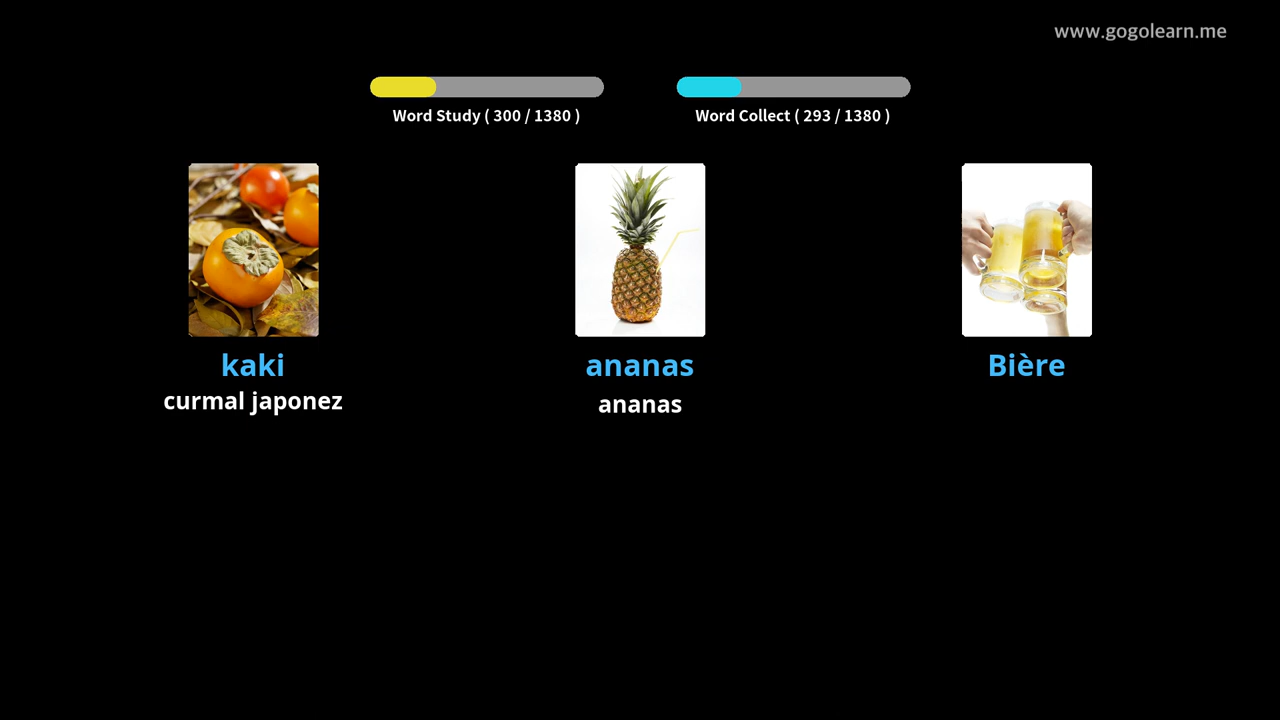 www.gogolearn.me
Word Study ( 300 / 1380 )
Word Collect ( 293 / 1380 )
kaki
ananas
Bière
curmal japonez
ananas